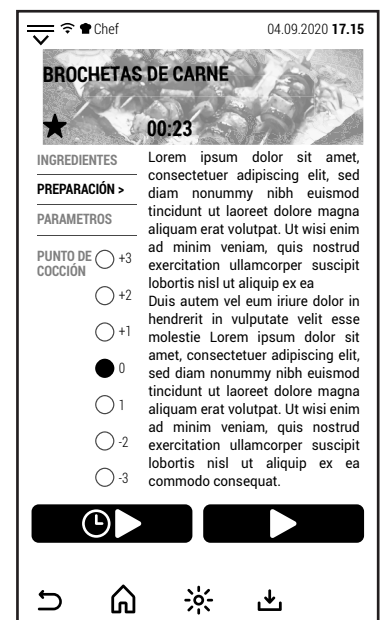 Chef
04.09.2020 17.15
BROCHETAS DE CARNE
00:23
INGREDIENTES
PREPARACIÓN >
PARAMETROS
PUNTO DE
COCCIÓN
+3
+2
+1
0
1
-2
-3
Lorem ipsum dolor sit amet,
consectetuer adipiscing elit, sed
diam nonummy nibh euismod
tincidunt ut laoreet dolore magna
aliquam erat volutpat. Ut wisi enim
ad minim veniam, quis nostrud
exercitation ullamcorper suscipit
lobortis nisl ut aliquip ex ea
Duis autem vel eum iriure dolor in
hendrerit in vulputate velit esse
molestie Lorem ipsum dolor sit
amet, consectetuer adipiscing elit,
sed diam nonummy nibh euismod
tincidunt ut laoreet dolore magna
aliquam erat volutpat. Ut wisi enim
ad minim veniam, quis nostrud
exercitation ullamcorper suscipit
lobortis nisl ut aliquip ex ea
commodo consequat.